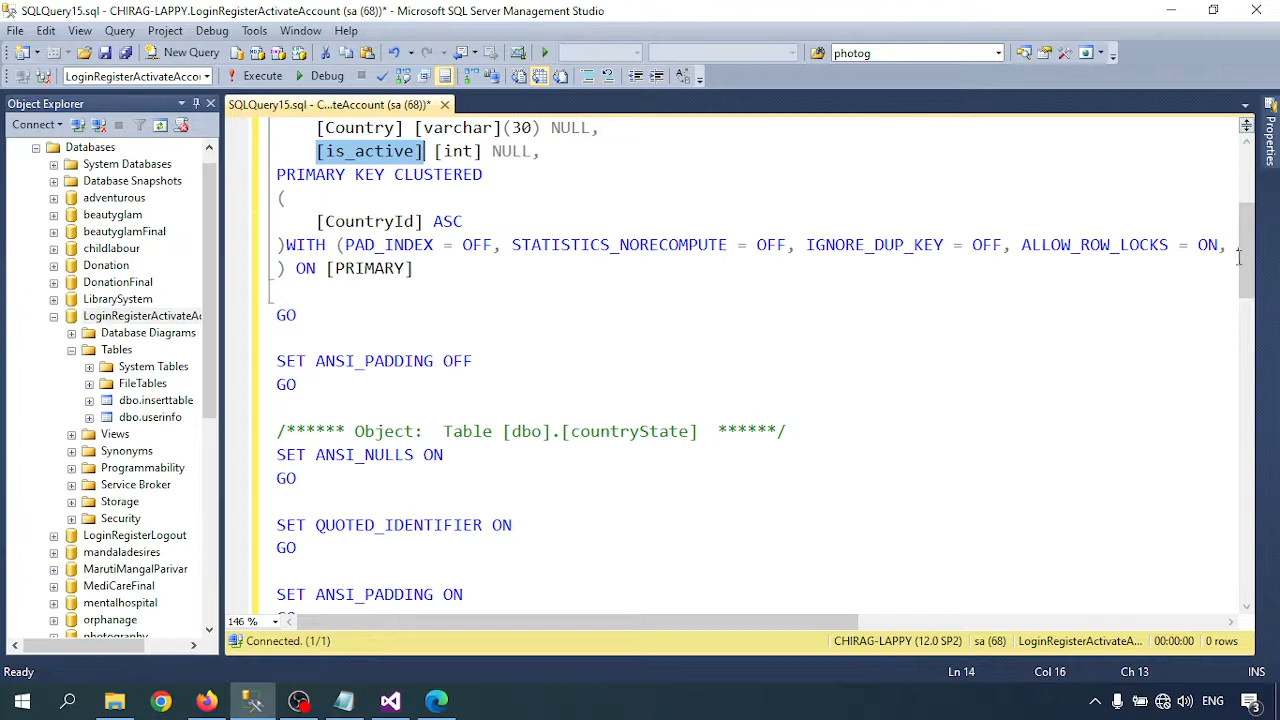 SQLQuery15.sql - CHIRAG-LAPPY.LoginRegisterActivateAccount (sa (68))* - Microsoft SQL Server Management Studio
File Edit View Query Project Debug Tools Window Help
New Query photog
LoginRegisterActivateAccou Execute Debug
Object Explorer
SQLQuery15.sql - C...teAccount (sa (68))*
Connect
Databases
System Databases
Database Snapshots
adventurous
beautyglam
beautyglamFinal
childlabour
Donation
DonationFinal
LibrarySystem
LoginRegisterActivateAc
Database Diagrams
Tables
System Tables
FileTables
dbo.inserttable
dbo.userinfo
Views
Synonyms
Programmability
Service Broker
Storage
Security
LoginRegisterLogout
mandaladesires
MarutiMangalParivar
MediCareFinal
mentalhospital
orphanage
photography
[Country] [varchar](30) NULL,
[is_active] [int] NULL,
PRIMARY KEY CLUSTERED
(
[CountryId] ASC
)WITH (PAD_INDEX = OFF, STATISTICS_NORECOMPUTE = OFF, IGNORE_DUP_KEY = OFF, ALLOW_ROW_LOCKS = ON,
) ON [PRIMARY]
GO
SET ANSI_PADDING OFF
GO
/****** Object:  Table [dbo].[countryState]  ******/
SET ANSI_NULLS ON
GO
SET QUOTED_IDENTIFIER ON
GO
SET ANSI_PADDING ON
GO
146 %
Connected. (1/1) CHIRAG-LAPPY (12.0 SP2) sa (68) LoginRegisterActivateA... 00:00:00 0 rows
Properties
Ready Ln 14 Col 16 Ch 13 INS
ENG 3